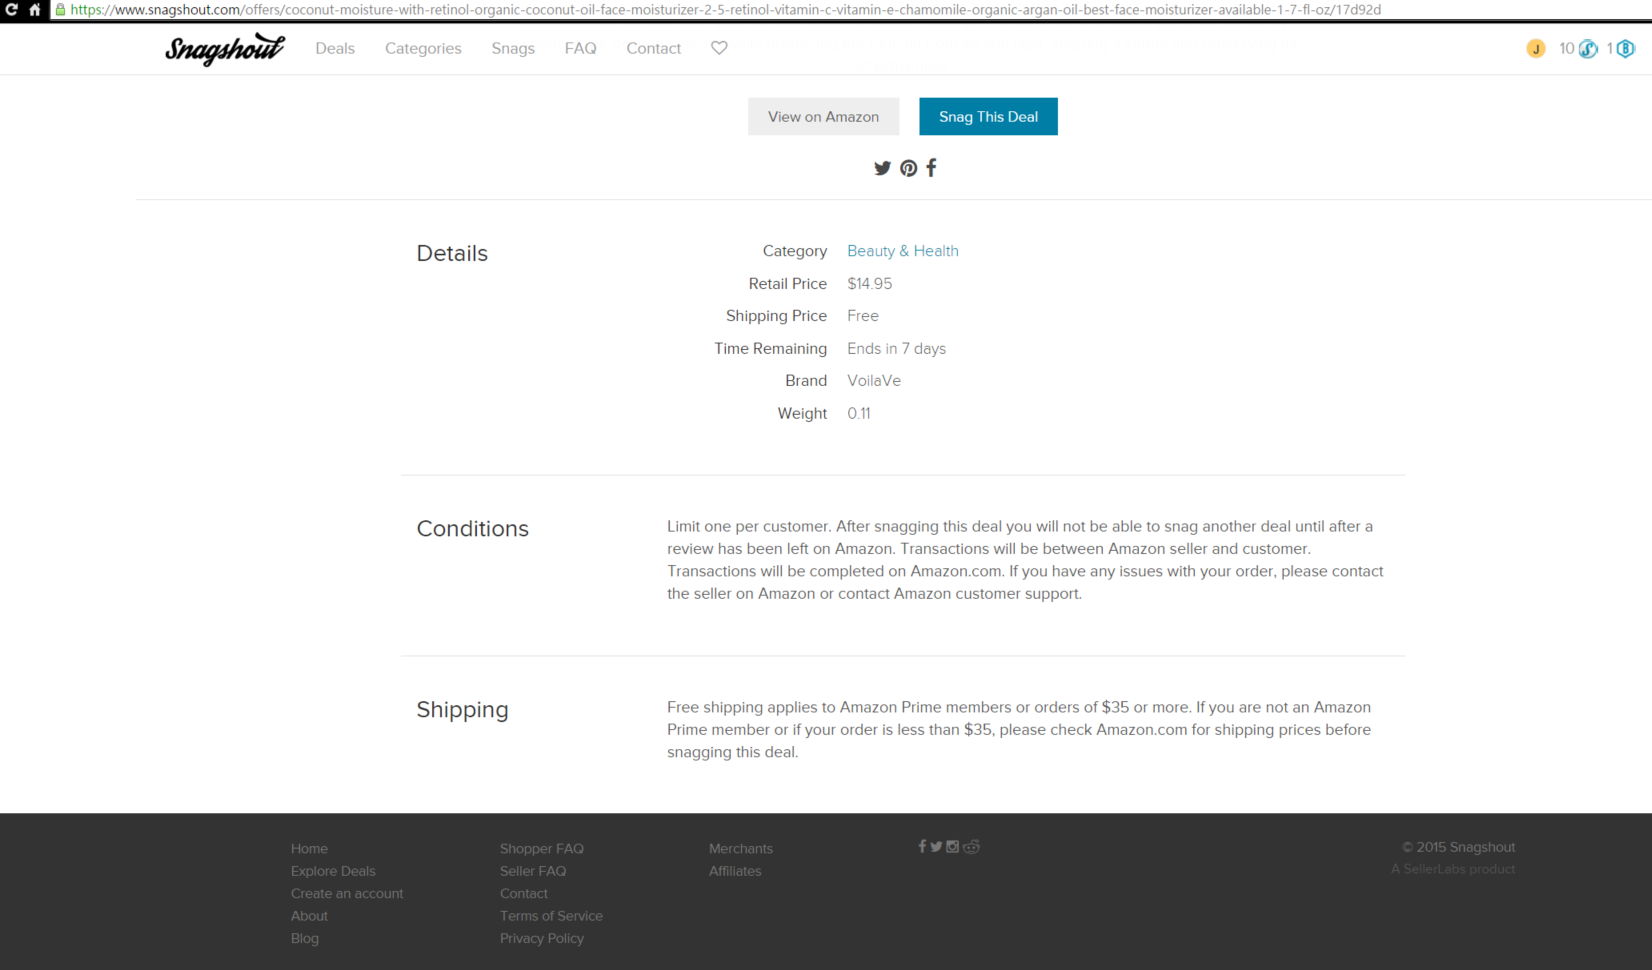 https://www.snagshout.com/offers/coconut-moisture-with-retinol-organic-coconut-oil-face-moisturizer-2-5-retinol-vitamin-c-vitamin-e-chamomile-organic-argan-oil-best-face-moisturizer-available-1-7-fl-oz/17d92d
Snagshout Deals Categories Snags FAQ Contact J 10 S 1 B
View on Amazon Snag This Deal
Details
Category Beauty & Health
Retail Price $14.95
Shipping Price Free
Time Remaining Ends in 7 days
Brand VoilaVe
Weight 0.11
Conditions
Limit one per customer. After snagging this deal you will not be able to snag another deal until after a
review has been left on Amazon. Transactions will be between Amazon seller and customer.
Transactions will be completed on Amazon.com. If you have any issues with your order, please contact
the seller on Amazon or contact Amazon customer support.
Shipping
Free shipping applies to Amazon Prime members or orders of $35 or more. If you are not an Amazon
Prime member or if your order is less than $35, please check Amazon.com for shipping prices before
snagging this deal.
Home
Explore Deals
Create an account
About
Blog
Shopper FAQ
Seller FAQ
Contact
Terms of Service
Privacy Policy
Merchants
Affiliates
© 2015 Snagshout
A SellerLabs product